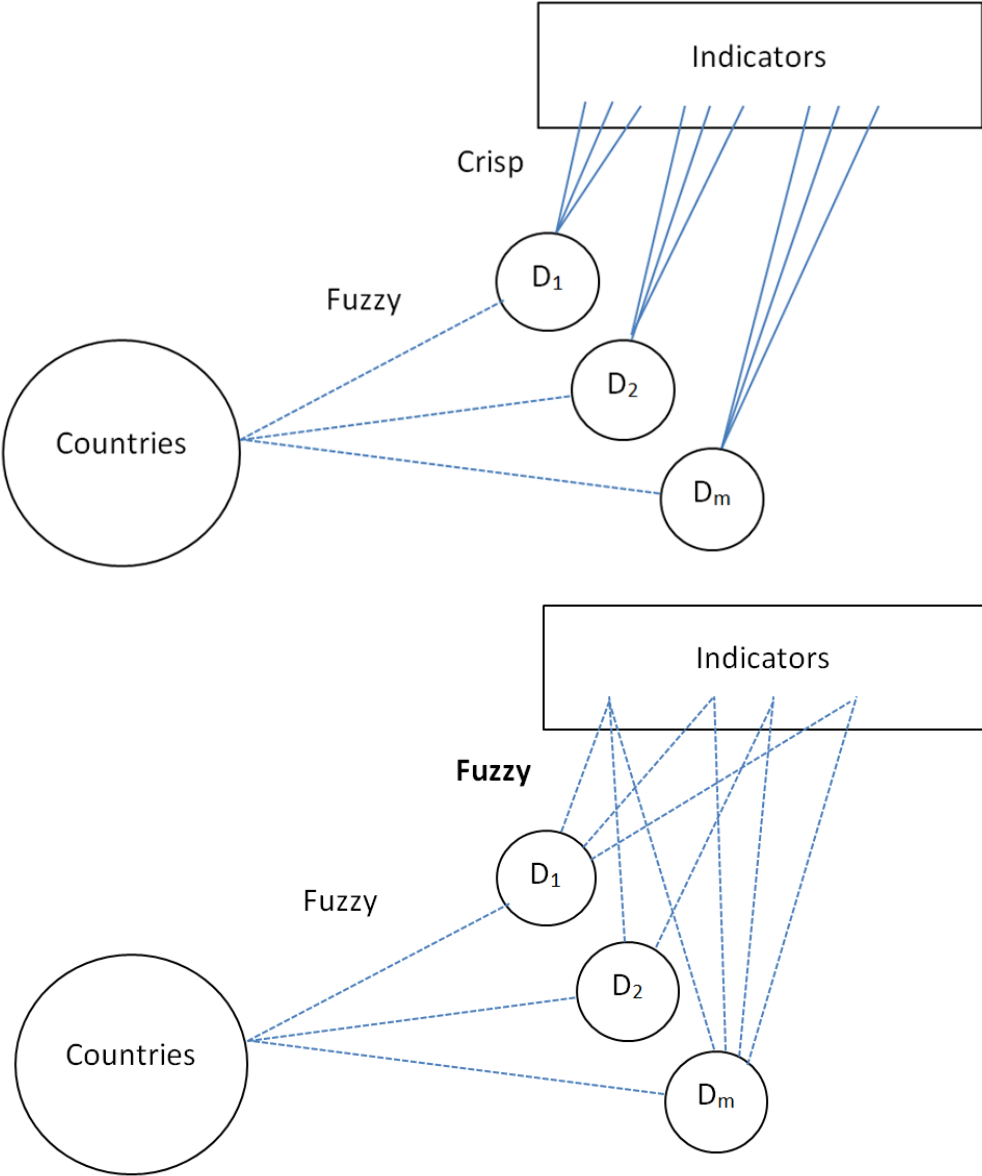 Indicators
Crisp
D₁
Fuzzy
D₂
Countries
Dₘ
Indicators
Fuzzy
D₁
Fuzzy
D₂
Countries
Dₘ